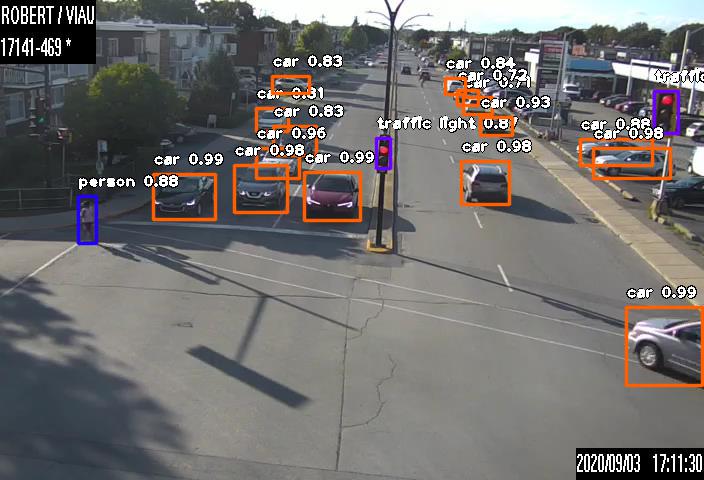 ROBERT / VIAU
17141-469 *
car 0.83
car 0.84
car 0.72
car 0.71
car 0.81
car 0.83
car 0.93
traffic
car 0.96
traffic light 0.87
car 0.88
car 0.98
car 0.98
car 0.99
car 0.99
car 0.98
person 0.88
car 0.99
2020/09/03 17:11:30